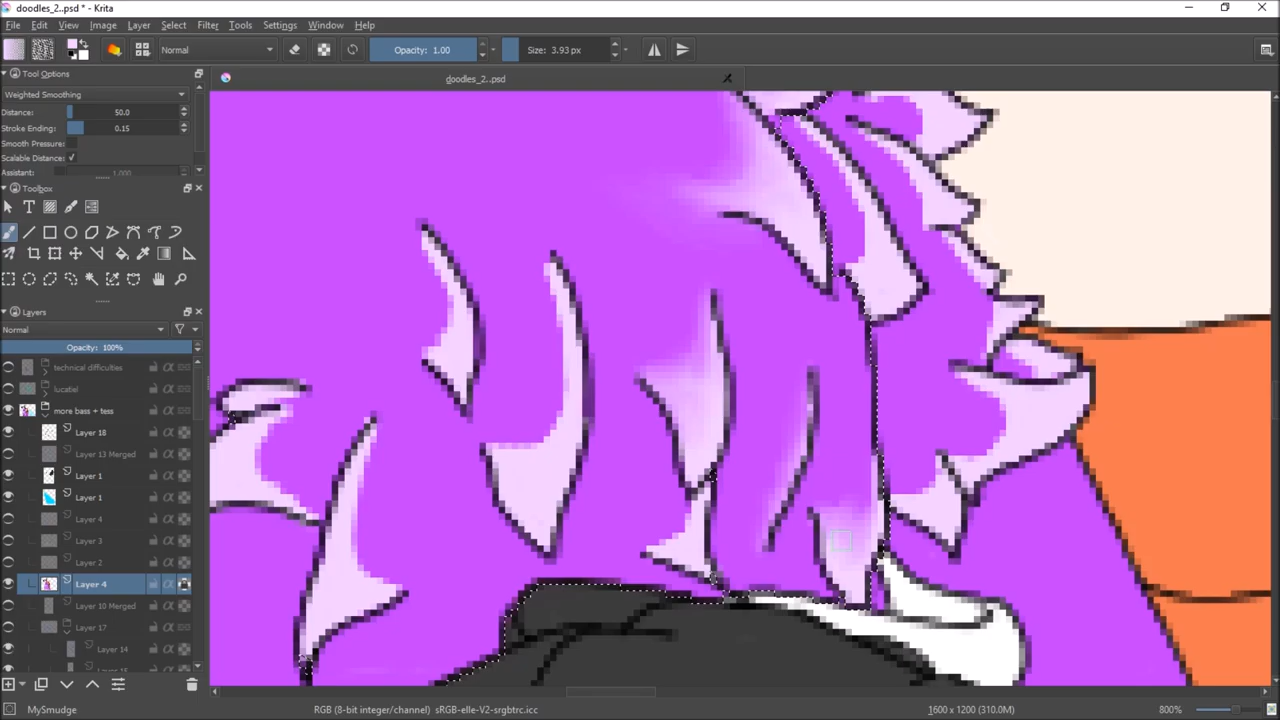 doodles_2..psd * - Krita
File Edit View Image Layer Select Filter Tools Settings Window Help
Normal
Opacity: 1.00
Size: 3.93 px
Tool Options
doodles_2..psd
Weighted Smoothing
Distance: 50.0
Stroke Ending: 0.15
Smooth Pressure:
Scalable Distance:
Assistant: 1.000
Toolbox
Layers
Normal
Opacity: 100%
technical difficulties
lucatiel
more bass + tess
Layer 18
Layer 13 Merged
Layer 1
Layer 1
Layer 4
Layer 3
Layer 2
Layer 4
Layer 10 Merged
Layer 17
Layer 14
MySmudge
RGB (8-bit integer/channel) sRGB-elle-V2-srgbtrc.icc
1600 x 1200 (310.0M)
800%